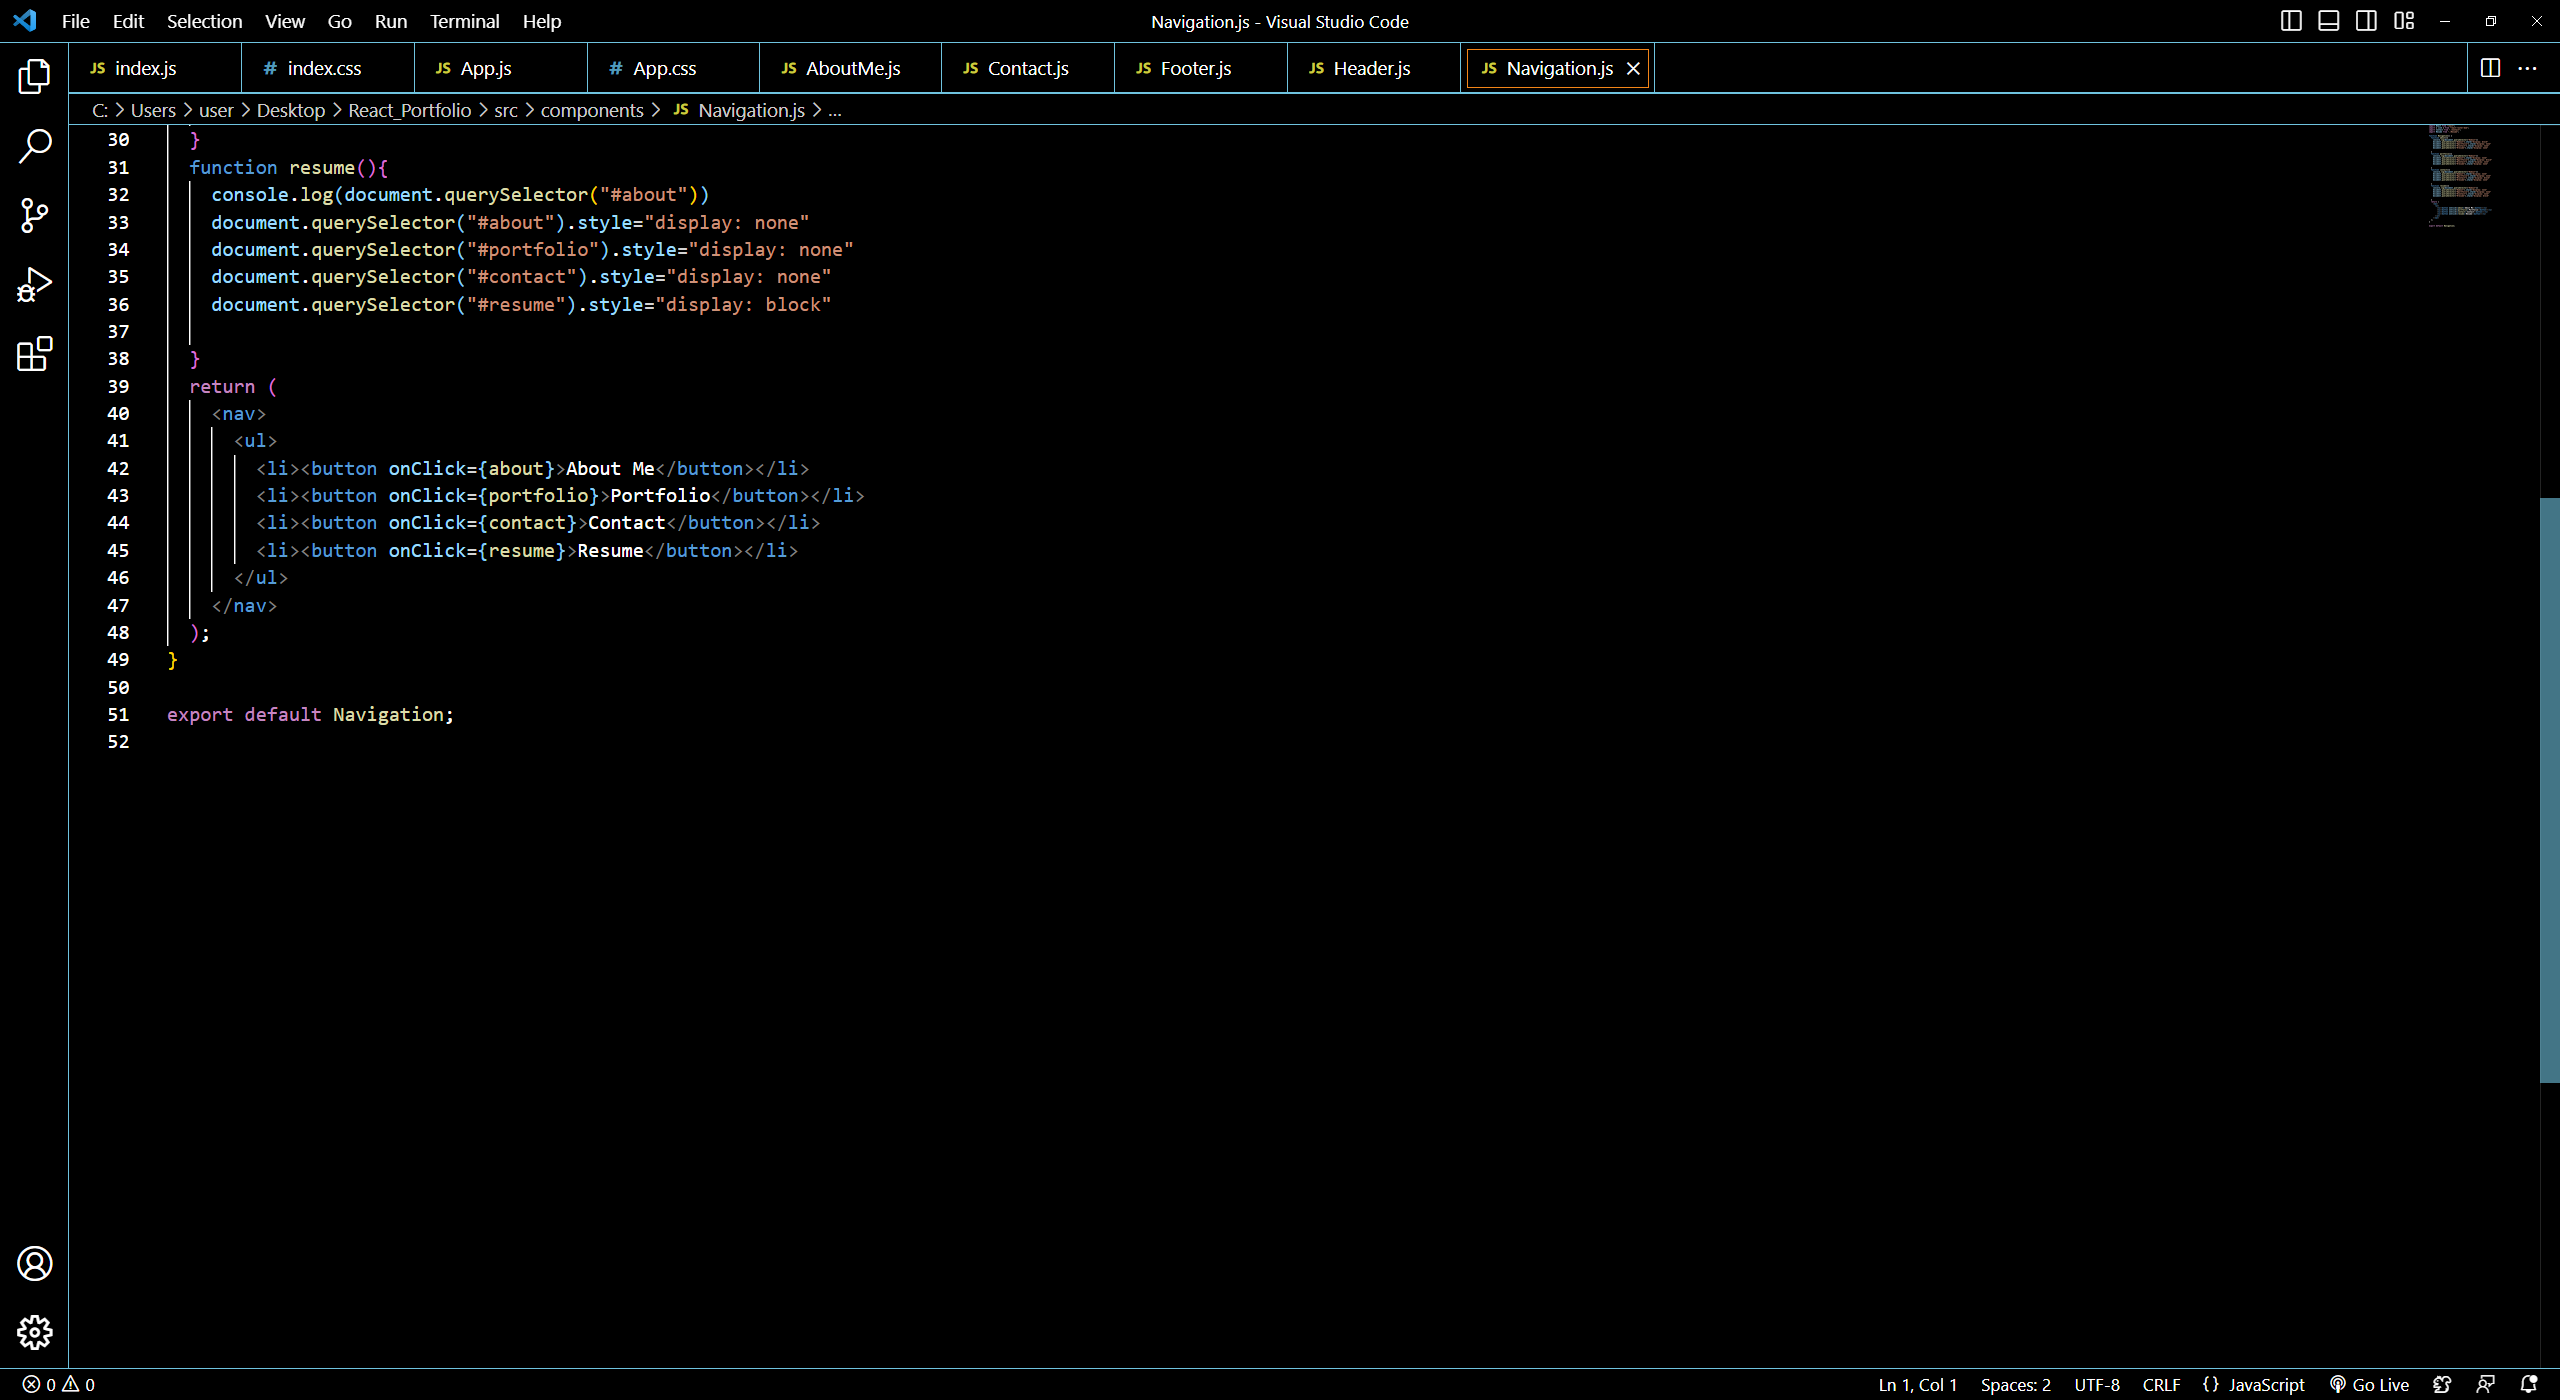 File Edit Selection View Go Run Terminal Help
Navigation.js - Visual Studio Code
JS index.js
# index.css
JS App.js
# App.css
JS AboutMe.js
JS Contact.js
JS Footer.js
JS Header.js
JS Navigation.js
C: > Users > user > Desktop > React_Portfolio > src > components > JS Navigation.js > ...
30 }
31 function resume(){
32 console.log(document.querySelector("#about"))
33 document.querySelector("#about").style="display: none"
34 document.querySelector("#portfolio").style="display: none"
35 document.querySelector("#contact").style="display: none"
36 document.querySelector("#resume").style="display: block"
37
38 }
39 return (
40 <nav>
41 <ul>
42 <li><button onClick={about}>About Me</button></li>
43 <li><button onClick={portfolio}>Portfolio</button></li>
44 <li><button onClick={contact}>Contact</button></li>
45 <li><button onClick={resume}>Resume</button></li>
46 </ul>
47 </nav>
48 );
49 }
50
51 export default Navigation;
52
0 0
Ln 1, Col 1 Spaces: 2 UTF-8 CRLF {} JavaScript Go Live